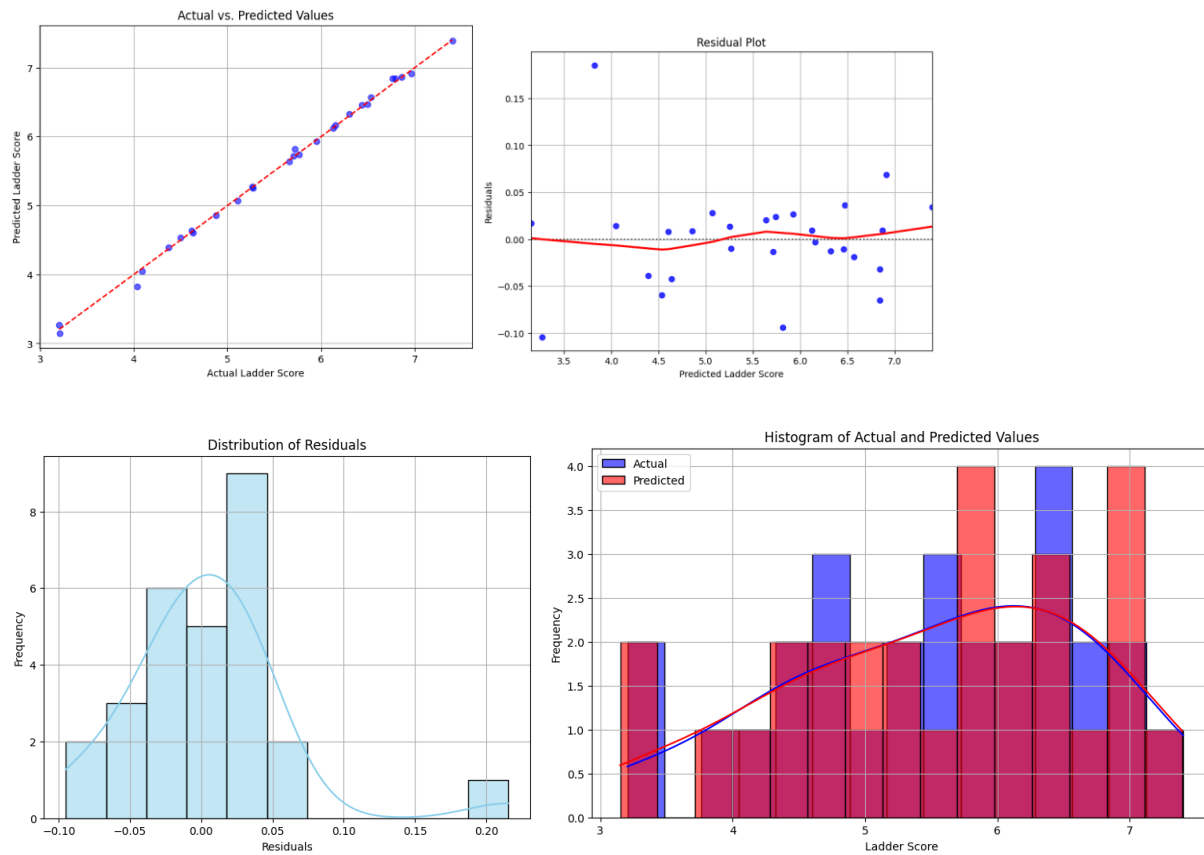 Actual vs. Predicted Values
7
6
5
4
3
Predicted Ladder Score
3 4 5 6 7
Actual Ladder Score
Residual Plot
0.15
0.10
0.05
0.00
−0.05
−0.10
Residuals
3.5 4.0 4.5 5.0 5.5 6.0 6.5 7.0
Predicted Ladder Score
Distribution of Residuals
8
6
4
2
0
Frequency
−0.10 −0.05 0.00 0.05 0.10 0.15 0.20
Residuals
Histogram of Actual and Predicted Values
Actual
Predicted
4.0
3.5
3.0
2.5
2.0
1.5
1.0
0.5
0.0
Frequency
3 4 5 6 7
Ladder Score